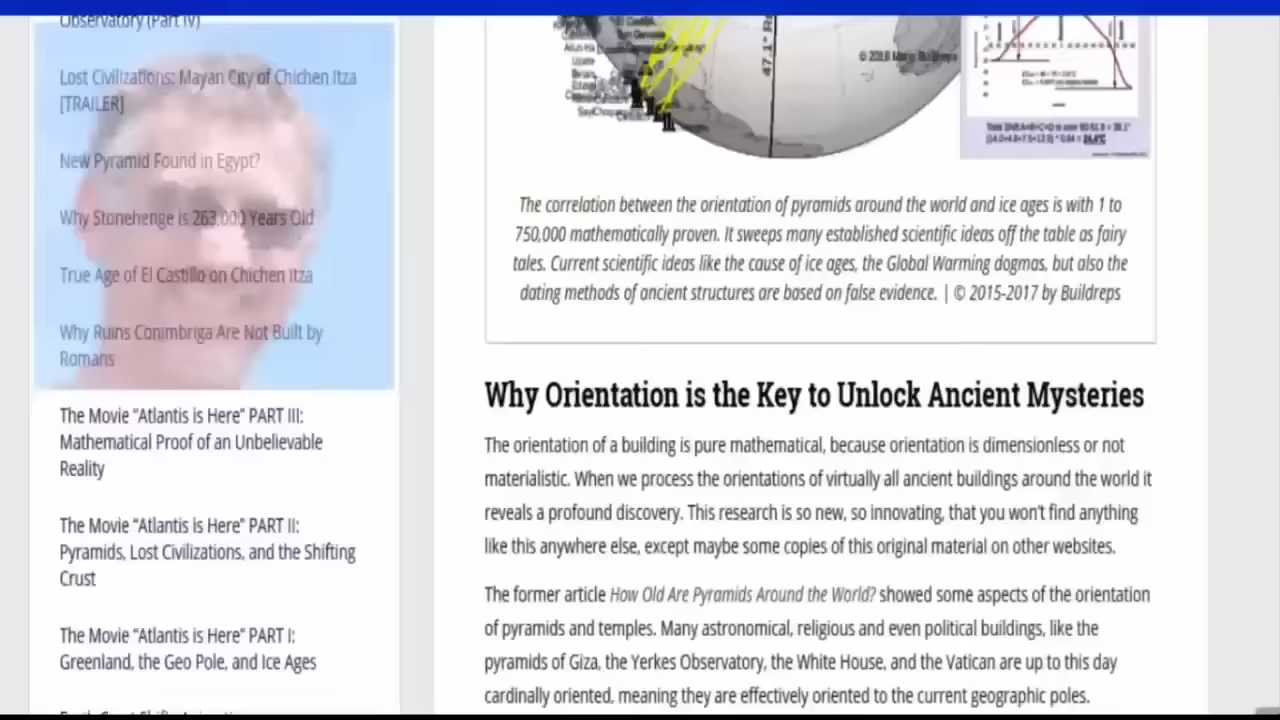 Observatory (Part IV)
Lost Civilizations: Mayan City of Chichen Itza
[TRAILER]
New Pyramid Found in Egypt?
Why Stonehenge is 263,000 Years Old
True Age of El Castillo on Chichen Itza
Why Ruins Conimbriga Are Not Built by
Romans
The Movie "Atlantis is Here" PART III:
Mathematical Proof of an Unbelievable
Reality
The Movie "Atlantis is Here" PART II:
Pyramids, Lost Civilizations, and the Shifting
Crust
The Movie "Atlantis is Here" PART I:
Greenland, the Geo Pole, and Ice Ages
47.1°
The correlation between the orientation of pyramids around the world and ice ages is with 1 to
750,000 mathematically proven. It sweeps many established scientific ideas off the table as fairy
tales. Current scientific ideas like the cause of ice ages, the Global Warming dogmas, but also the
dating methods of ancient structures are based on false evidence. | © 2015-2017 by Buildreps
Why Orientation is the Key to Unlock Ancient Mysteries
The orientation of a building is pure mathematical, because orientation is dimensionless or not
materialistic. When we process the orientations of virtually all ancient buildings around the world it
reveals a profound discovery. This research is so new, so innovating, that you won't find anything
like this anywhere else, except maybe some copies of this original material on other websites.
The former article How Old Are Pyramids Around the World? showed some aspects of the orientation
of pyramids and temples. Many astronomical, religious and even political buildings, like the
pyramids of Giza, the Yerkes Observatory, the White House, and the Vatican are up to this day
cardinally oriented, meaning they are effectively oriented to the current geographic poles.